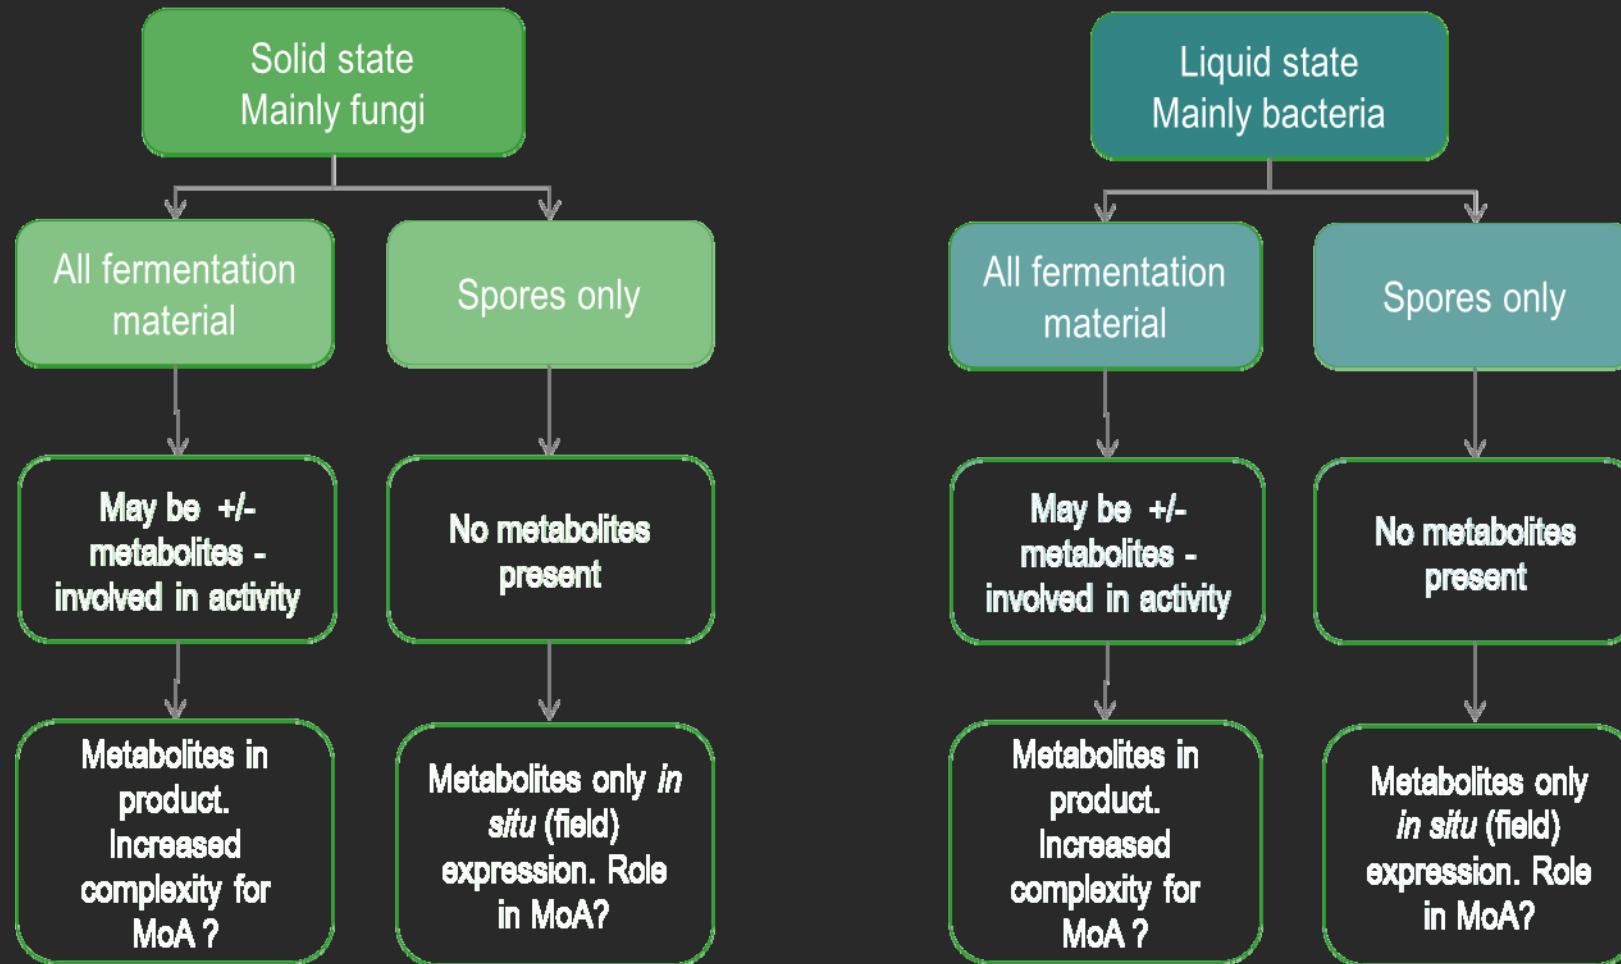 Solid state
Mainly fungi
All fermentation
material
Spores only
May be +/-
metabolites -
involved in activity
No metabolites
present
Metabolites in
product.
Increased
complexity for
MoA ?
Metabolites only in
situ (field)
expression. Role
in MoA?
Liquid state
Mainly bacteria
All fermentation
material
Spores only
May be +/-
metabolites -
involved in activity
No metabolites
present
Metabolites in
product.
Increased
complexity for
MoA ?
Metabolites only
in situ (field)
expression. Role
in MoA?